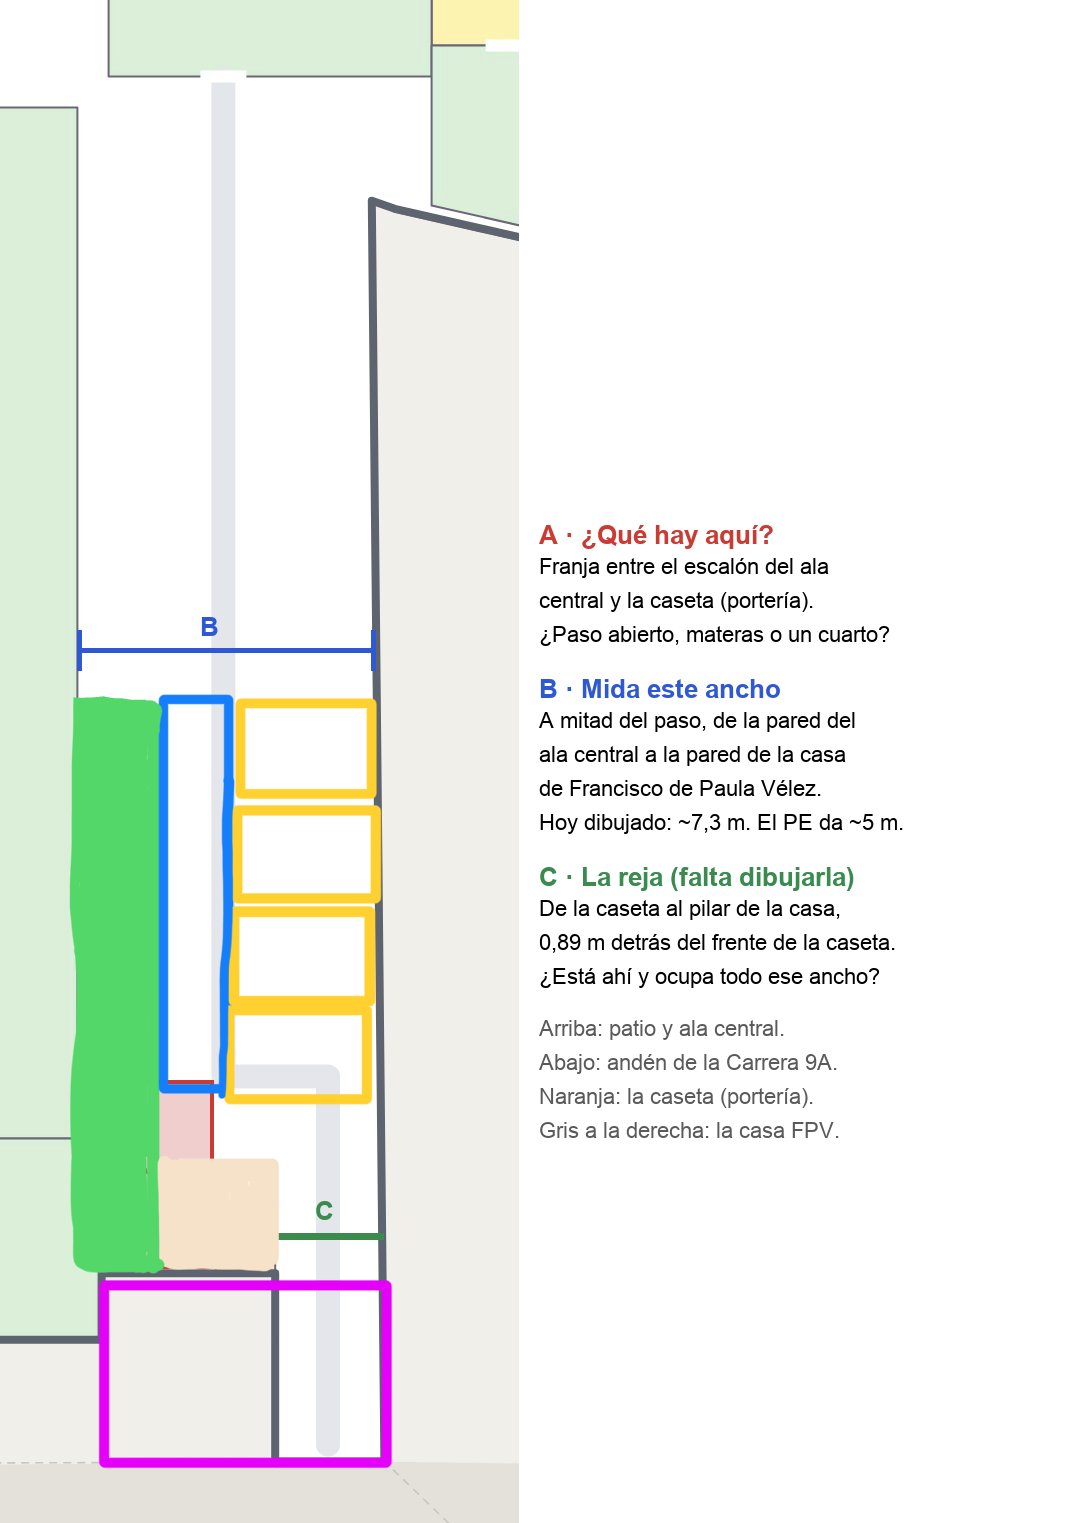 B
C
A · ¿Qué hay aquí?
Franja entre el escalón del ala
central y la caseta (portería).
¿Paso abierto, materas o un cuarto?
B · Mida este ancho
A mitad del paso, de la pared del
ala central a la pared de la casa
de Francisco de Paula Vélez.
Hoy dibujado: ~7,3 m. El PE da ~5 m.
C · La reja (falta dibujarla)
De la caseta al pilar de la casa,
0,89 m detrás del frente de la caseta.
¿Está ahí y ocupa todo ese ancho?
Arriba: patio y ala central.
Abajo: andén de la Carrera 9A.
Naranja: la caseta (portería).
Gris a la derecha: la casa FPV.